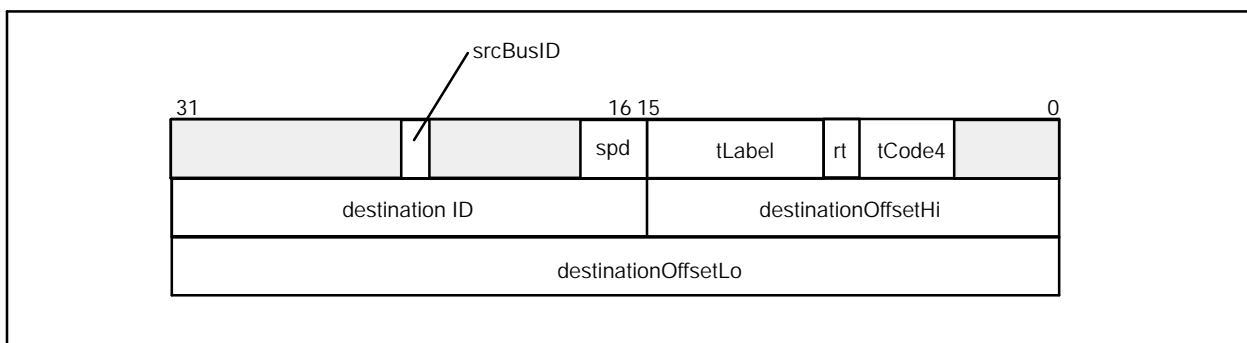 srcBusID
31 16 15 0
spd tLabel rt tCode4
destination ID destinationOffsetHi
destinationOffsetLo